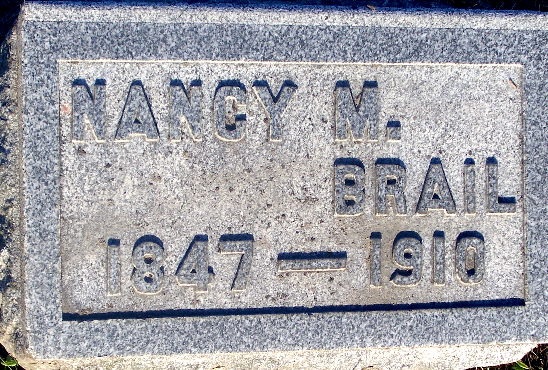 NANCY M.
BRAIL
1847 — 1910